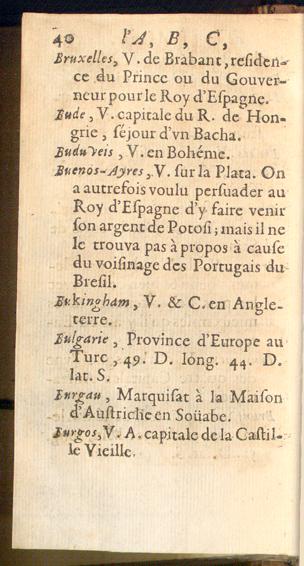 40 l'A, B, C,
Bruxelles, V. de Brabant, residen-
ce du Prince ou du Gouver-
neur pour le Roy d'Espagne.
Bude, V. capitale du R. de Hon-
grie, séjour d'vn Bacha.
Buduveis, V. en Bohéme.
Buenos-Ayres, V. sur la Plata. On
a autrefois voulu persuader au
Roy d'Espagne d'y faire venir
son argent de Potosi; mais il ne
le trouva pas à propos à cause
du voisinage des Portugais du
Bresil.
Bukingham, V. & C. en Angle-
terre.
Bulgarie, Province d'Europe au
Turc, 49. D. long. 44. D.
lat. S.
Burgau, Marquisat à la Maison
d'Austriche en Soüabe.
Burgos, V. A. capitale de la Castil-
le Vieille.